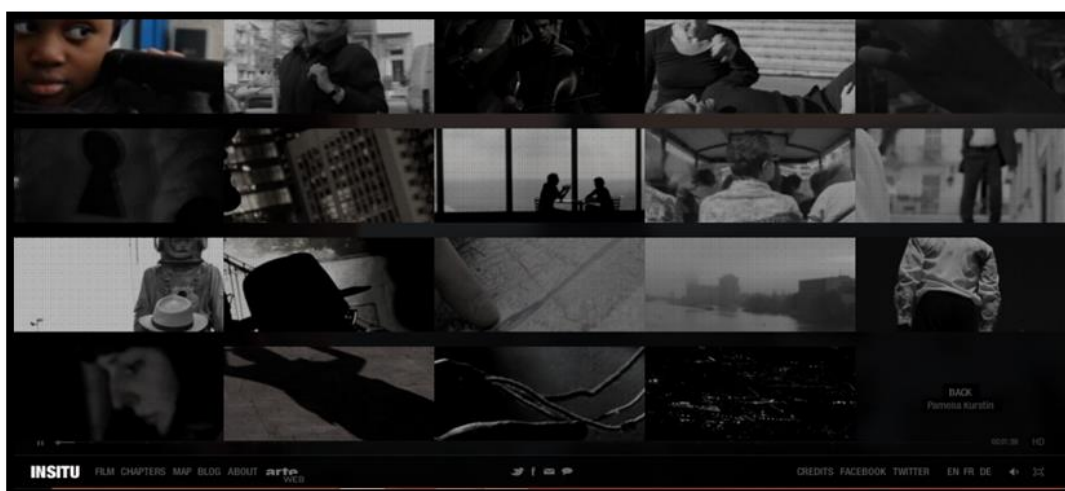 BACK
Pamena Kurstin
00:01:38 HD
INSITU FILM CHAPTERS MAP BLOG ABOUT arte WEB CREDITS FACEBOOK TWITTER EN FR DE